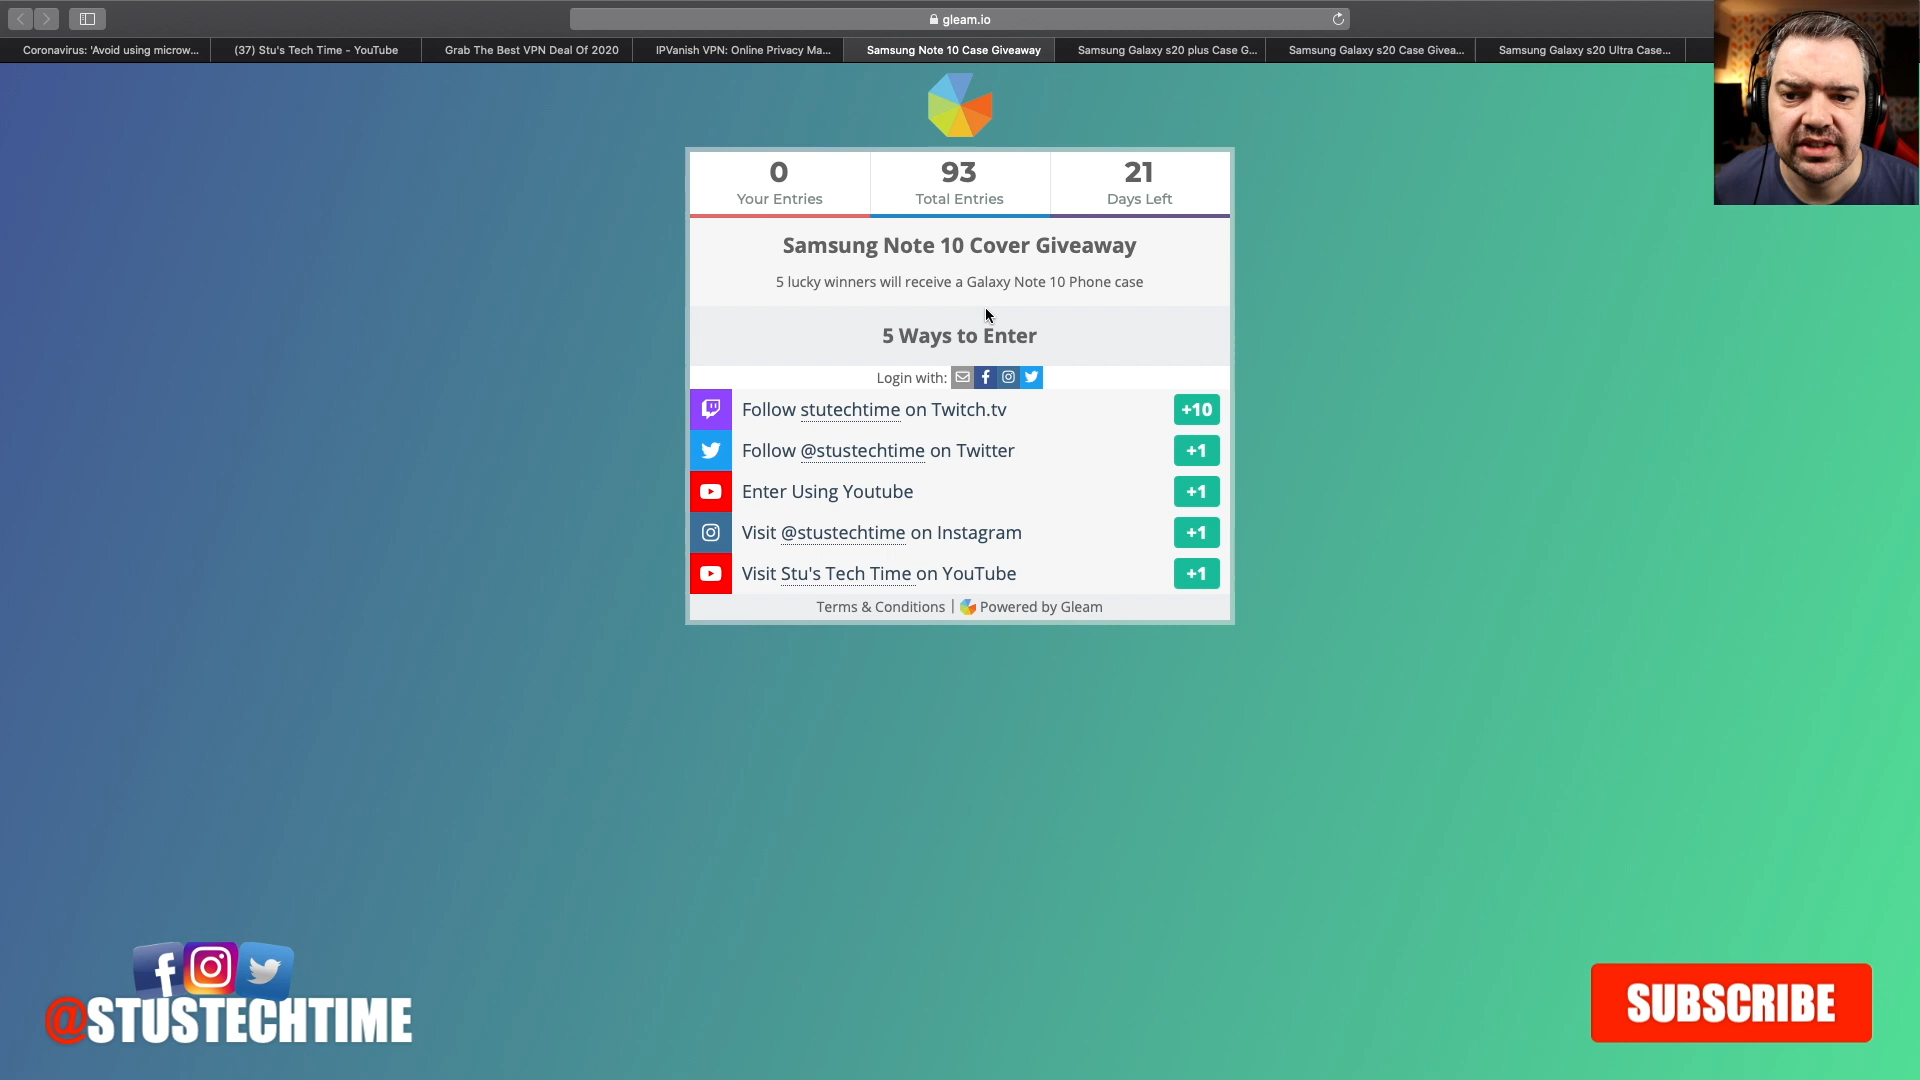 gleam.io
Coronavirus: 'Avoid using microw...
(37) Stu's Tech Time - YouTube
Grab The Best VPN Deal Of 2020
IPVanish VPN: Online Privacy Ma...
Samsung Note 10 Case Giveaway
Samsung Galaxy s20 plus Case G...
Samsung Galaxy s20 Case Givea...
Samsung Galaxy s20 Ultra Case...
0
Your Entries
93
Total Entries
21
Days Left
Samsung Note 10 Cover Giveaway
5 lucky winners will receive a Galaxy Note 10 Phone case
5 Ways to Enter
Login with:
Follow stutechtime on Twitch.tv +10
Follow @stustechtime on Twitter +1
Enter Using Youtube +1
Visit @stustechtime on Instagram +1
Visit Stu's Tech Time on YouTube +1
Terms & Conditions | Powered by Gleam
@STUSTECHTIME
SUBSCRIBE